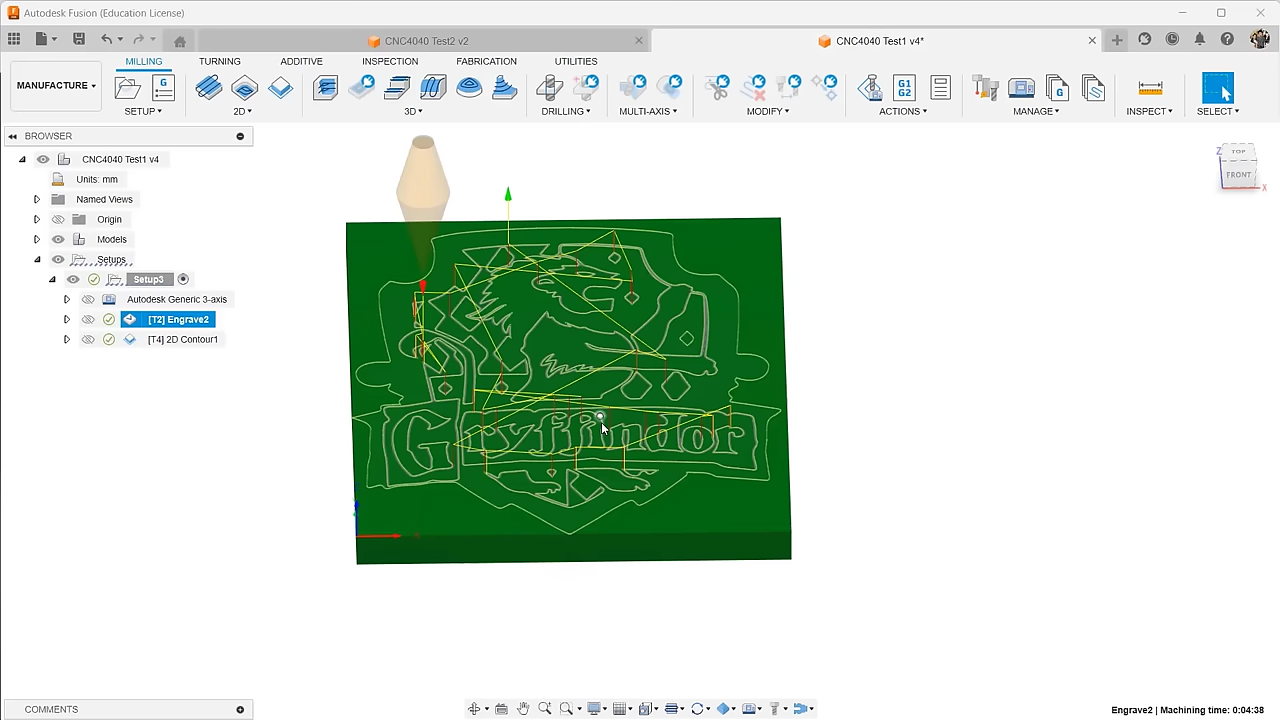 Autodesk Fusion (Education License)
CNC4040 Test2 v2
CNC4040 Test1 v4*
MILLING
TURNING
ADDITIVE
INSPECTION
FABRICATION
UTILITIES
MANUFACTURE
G1
G2
SETUP
2D
3D
DRILLING
MULTI-AXIS
MODIFY
ACTIONS
MANAGE
INSPECT
SELECT
BROWSER
CNC4040 Test1 v4
Units: mm
Named Views
Origin
Models
Setups
Setup3
Autodesk Generic 3-axis
[T2] Engrave2
[T4] 2D Contour1
Z
TOP
FRONT
X
Gryffindor
COMMENTS
Engrave2 | Machining time: 0:04:38